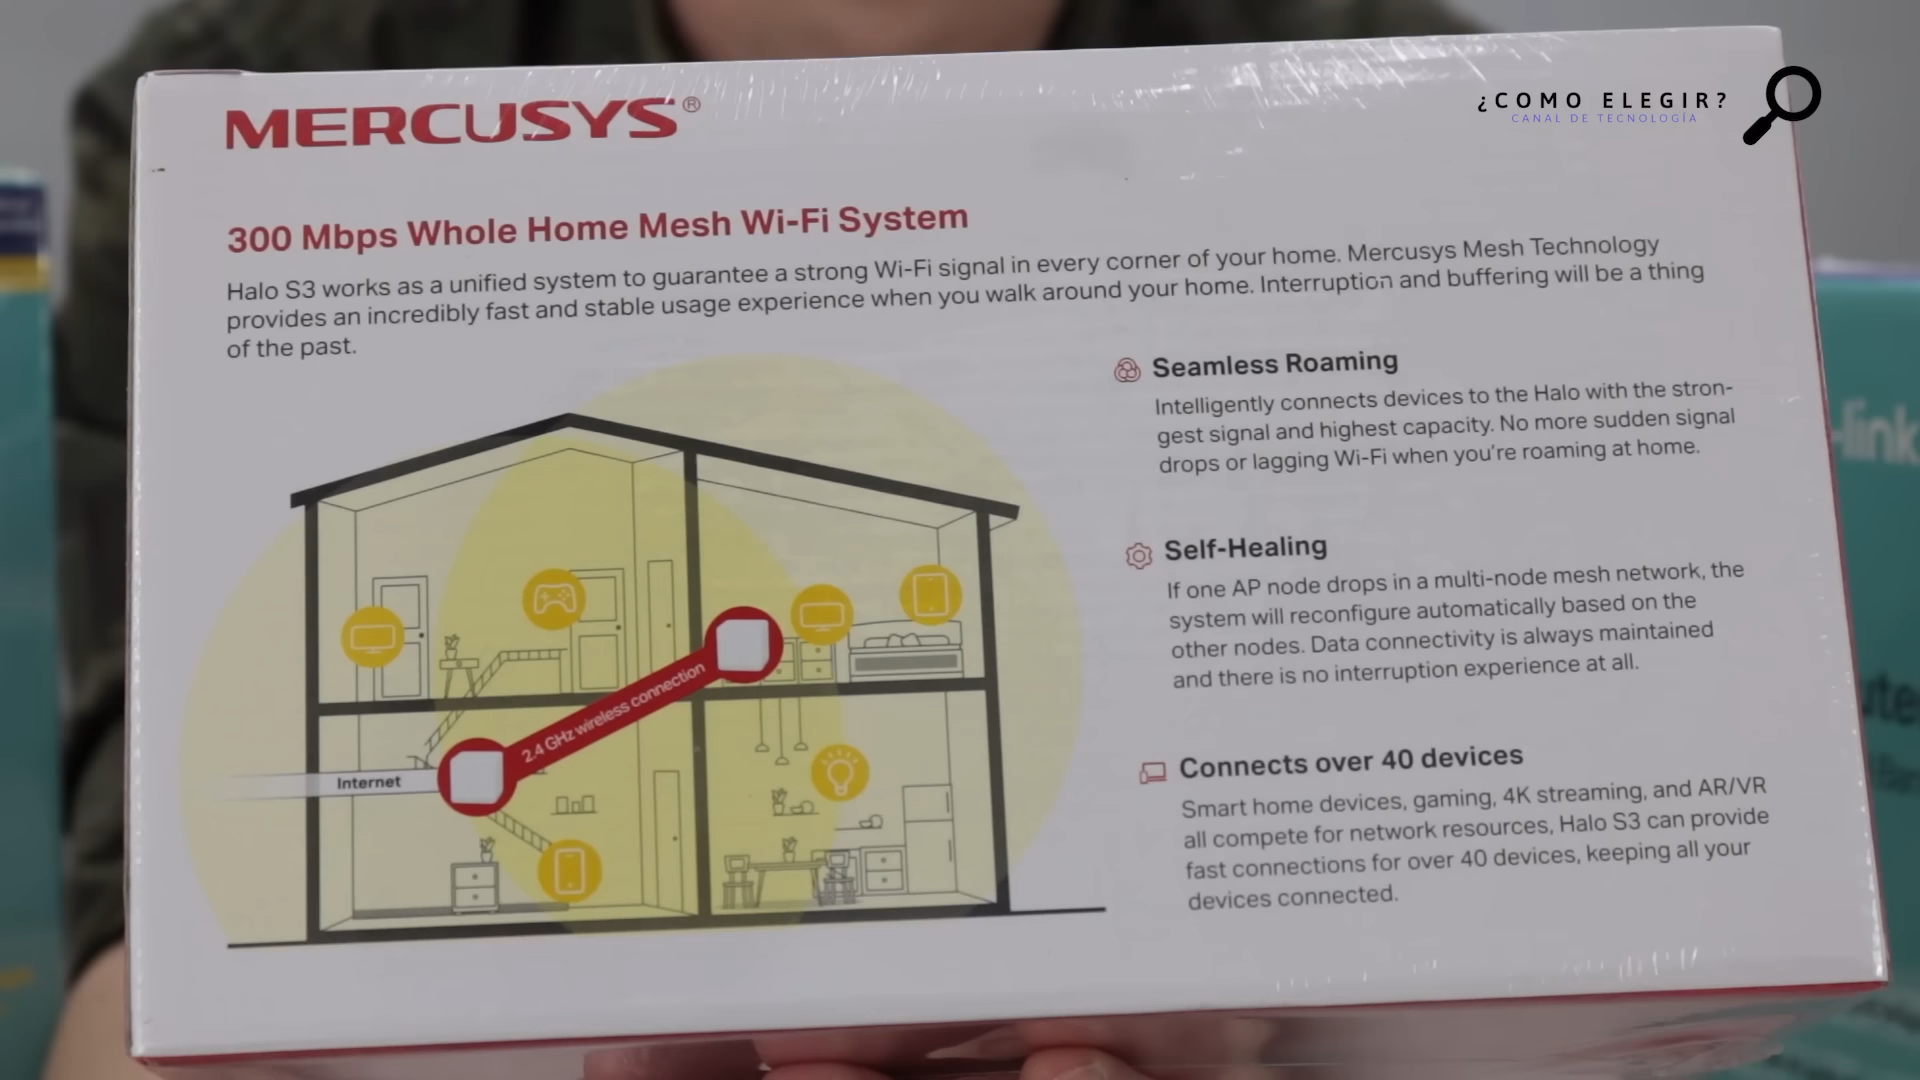 MERCUSYS®
¿COMO ELEGIR?
CANAL DE TECNOLOGÍA
300 Mbps Whole Home Mesh Wi-Fi System
Halo S3 works as a unified system to guarantee a strong Wi-Fi signal in every corner of your home. Mercusys Mesh Technology
provides an incredibly fast and stable usage experience when you walk around your home. Interruption and buffering will be a thing
of the past.
Seamless Roaming
Intelligently connects devices to the Halo with the stron-
gest signal and highest capacity. No more sudden signal
drops or lagging Wi-Fi when you're roaming at home.
Self-Healing
If one AP node drops in a multi-node mesh network, the
system will reconfigure automatically based on the
other nodes. Data connectivity is always maintained
and there is no interruption experience at all.
Connects over 40 devices
Smart home devices, gaming, 4K streaming, and AR/VR
all compete for network resources, Halo S3 can provide
fast connections for over 40 devices, keeping all your
devices connected.
2.4 GHz wireless connection
Internet
-link